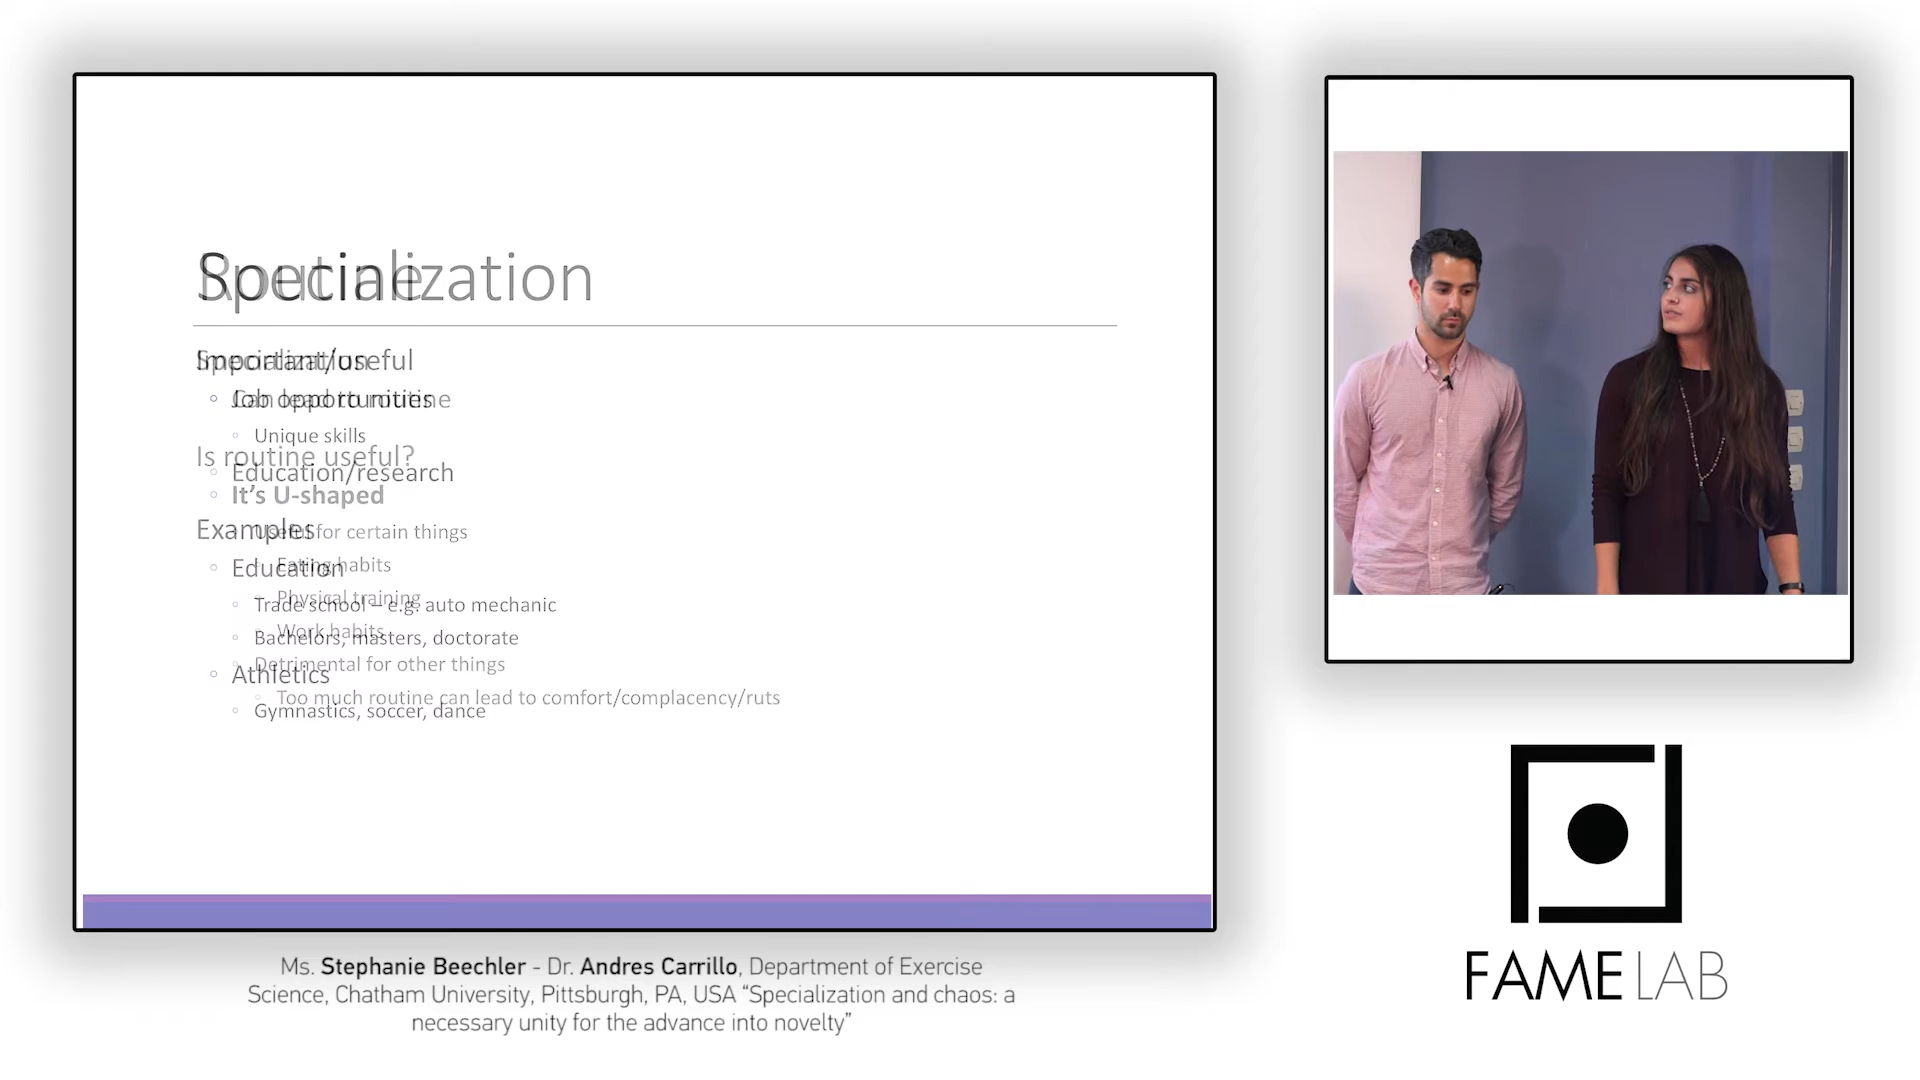 Specialization
Important/useful
Job opportunities
Unique skills
Education/research
Examples
Education
Trade school – e.g. auto mechanic
Bachelors, masters, doctorate
Athletics
Gymnastics, soccer, dance
Routine
Specialization
Can lead to routine
Is routine useful?
It's U-shaped
Useful for certain things
Eating habits
Physical training
Work habits
Detrimental for other things
Too much routine can lead to comfort/complacency/ruts
Ms. Stephanie Beechler - Dr. Andres Carrillo, Department of Exercise
Science, Chatham University, Pittsburgh, PA, USA “Specialization and chaos: a
necessary unity for the advance into novelty”
FAME LAB